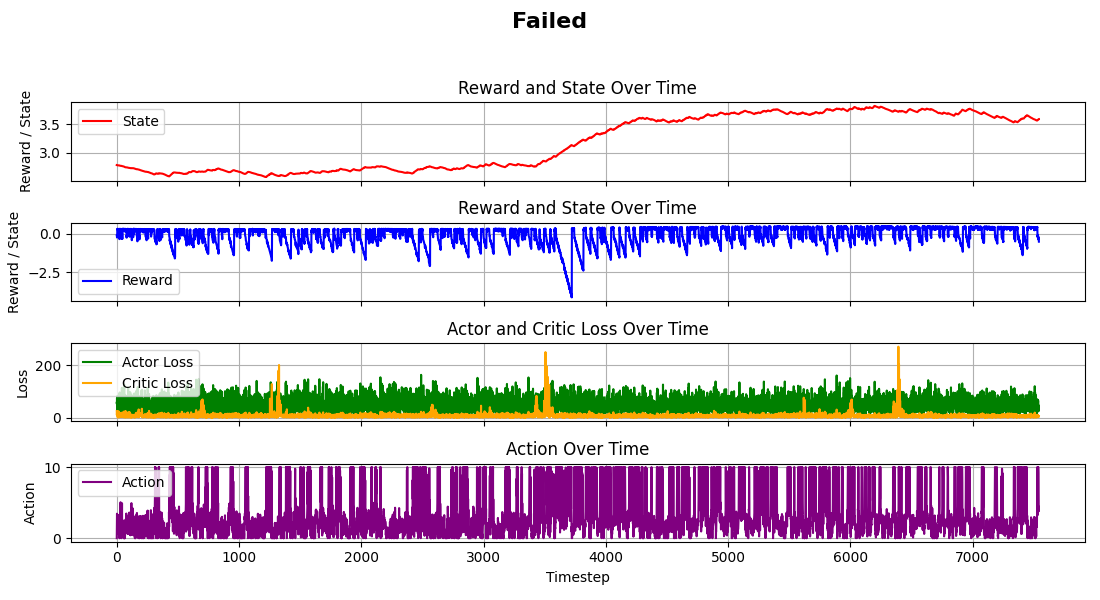 Failed
Reward and State Over Time
Reward / State
3.5
3.0
State
Reward and State Over Time
Reward / State
0.0
−2.5
Reward
Actor and Critic Loss Over Time
Loss
200
0
Actor Loss
Critic Loss
Action Over Time
Action
10
0
Action
0 1000 2000 3000 4000 5000 6000 7000
Timestep